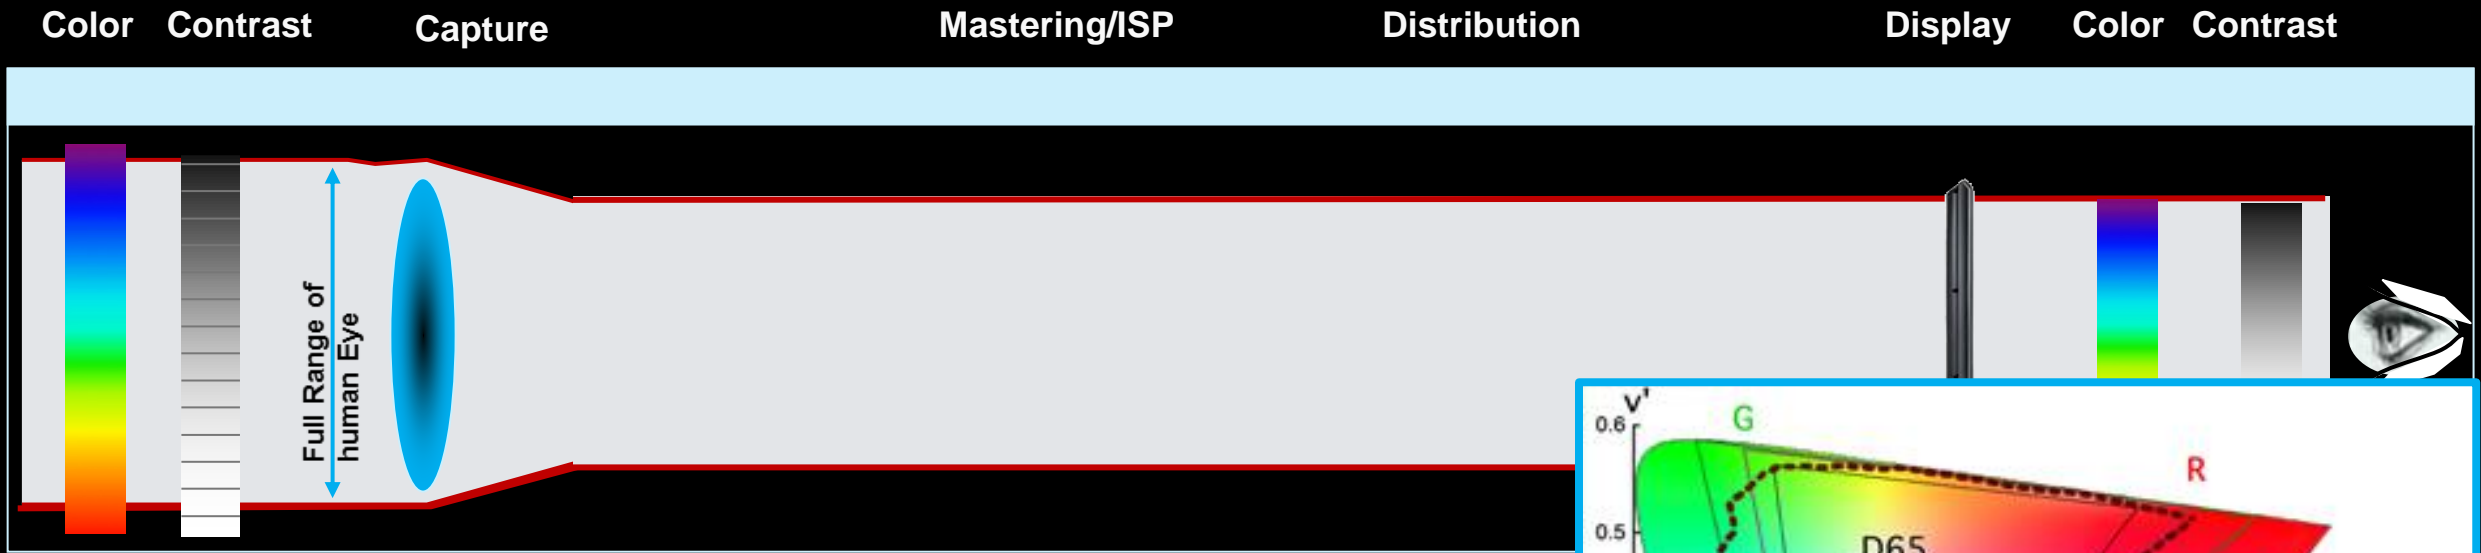 Color Contrast Capture Mastering/ISP Distribution Display Color Contrast
Full Range of
human Eye
v'
0.6
G
R
0.5
D65